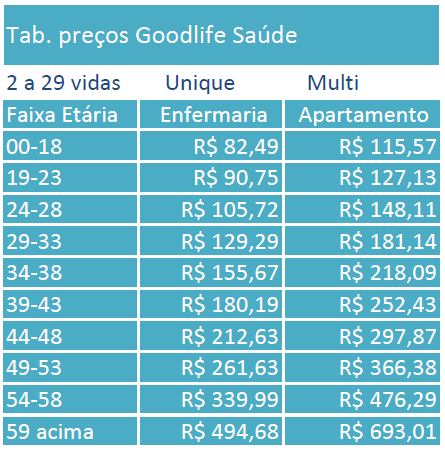 Tab. preços Goodlife Saúde
2 a 29 vidas Unique Multi
Faixa Etária Enfermaria Apartamento
00-18 R$ 82,49 R$ 115,57
19-23 R$ 90,75 R$ 127,13
24-28 R$ 105,72 R$ 148,11
29-33 R$ 129,29 R$ 181,14
34-38 R$ 155,67 R$ 218,09
39-43 R$ 180,19 R$ 252,43
44-48 R$ 212,63 R$ 297,87
49-53 R$ 261,63 R$ 366,38
54-58 R$ 339,99 R$ 476,29
59 acima R$ 494,68 R$ 693,01